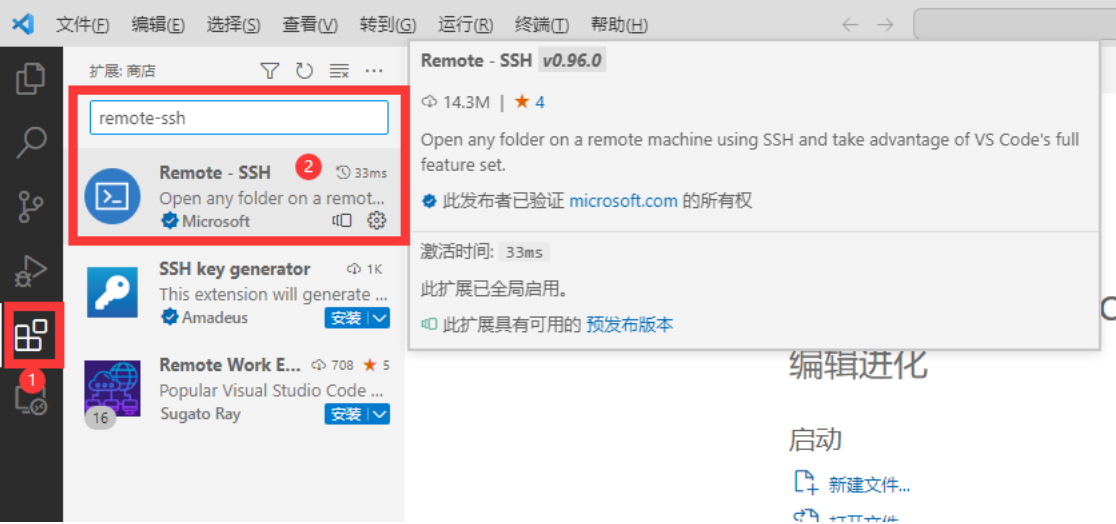 文件(F) 编辑(E) 选择(S) 查看(V) 转到(G) 运行(R) 终端(T) 帮助(H)
扩展: 商店
remote-ssh
Remote - SSH
2
33ms
Open any folder on a remot...
Microsoft
SSH key generator
1K
This extension will generate ...
Amadeus
安装
Remote Work E...
708
5
Popular Visual Studio Code ...
Sugato Ray
安装
16
1
Remote - SSH v0.96.0
14.3M | 4
Open any folder on a remote machine using SSH and take advantage of VS Code's full
feature set.
此发布者已验证 microsoft.com 的所有权
激活时间: 33ms
此扩展已全局启用。
此扩展具有可用的 预发布版本
编辑进化
启动
新建文件...
打开文件...